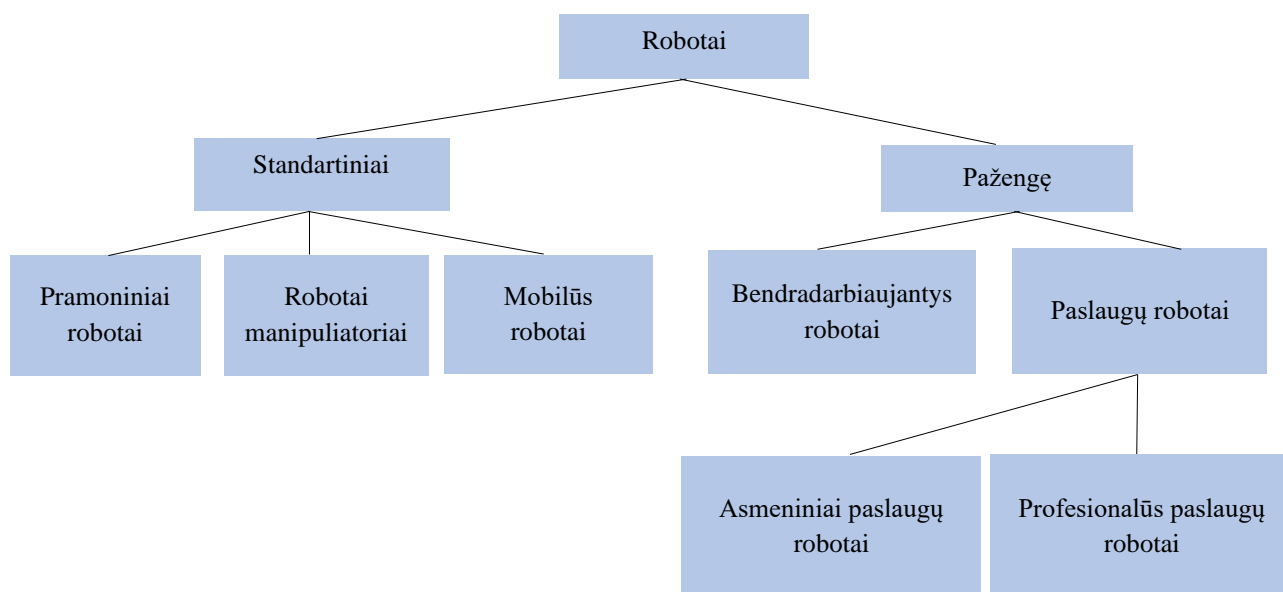 Robotai
Standartiniai
Pažengę
Pramoniniai
robotai
Robotai
manipuliatoriai
Mobilūs
robotai
Bendradarbiaujantys
robotai
Paslaugų robotai
Asmeniniai paslaugų
robotai
Profesionalūs paslaugų
robotai